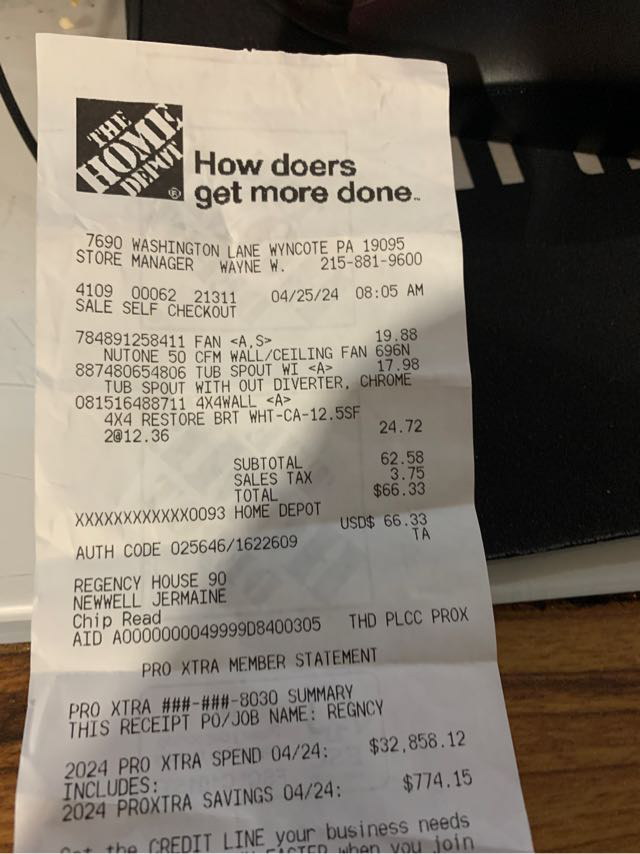 THE
HOME
DEPOT®
How doers
get more done™
7690 WASHINGTON LANE WYNCOTE PA 19095
STORE MANAGER WAYNE W. 215-881-9600
4109 00062 21311 04/25/24 08:05 AM
SALE SELF CHECKOUT
784891258411 FAN <A,S> 19.88
NUTONE 50 CFM WALL/CEILING FAN 696N
887480654806 TUB SPOUT WI <A> 17.98
TUB SPOUT WITH OUT DIVERTER, CHROME
081516488711 4X4WALL <A>
4X4 RESTORE BRT WHT-CA-12.5SF
2@12.36 24.72
SUBTOTAL 62.58
SALES TAX 3.75
TOTAL $66.33
XXXXXXXXXXXX0093 HOME DEPOT
USD$ 66.33
AUTH CODE 025646/1622609 TA
REGENCY HOUSE 90
NEWWELL JERMAINE
Chip Read
AID A0000000049999D8400305 THD PLCC PROX
PRO XTRA MEMBER STATEMENT
PRO XTRA ###-###-8030 SUMMARY
THIS RECEIPT PO/JOB NAME: REGNCY
2024 PRO XTRA SPEND 04/24: $32,858.12
INCLUDES:
2024 PROXTRA SAVINGS 04/24: $774.15
the CREDIT LINE your business needs
when you join